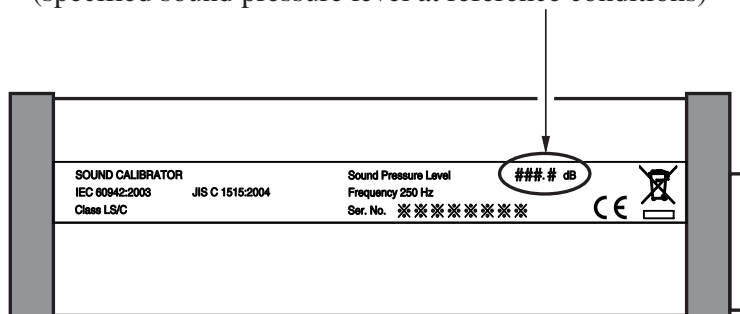 (specified sound pressure level at reference conditions)
SOUND CALIBRATOR
IEC 60942:2003 JIS C 1515:2004
Class LS/C
Sound Pressure Level ###.# dB
Frequency 250 Hz
Ser. No. ※※※※※※※※
CE